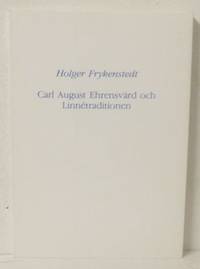 Holger Frykenstedt
Carl August Ehrensvärd och
Linnétraditionen